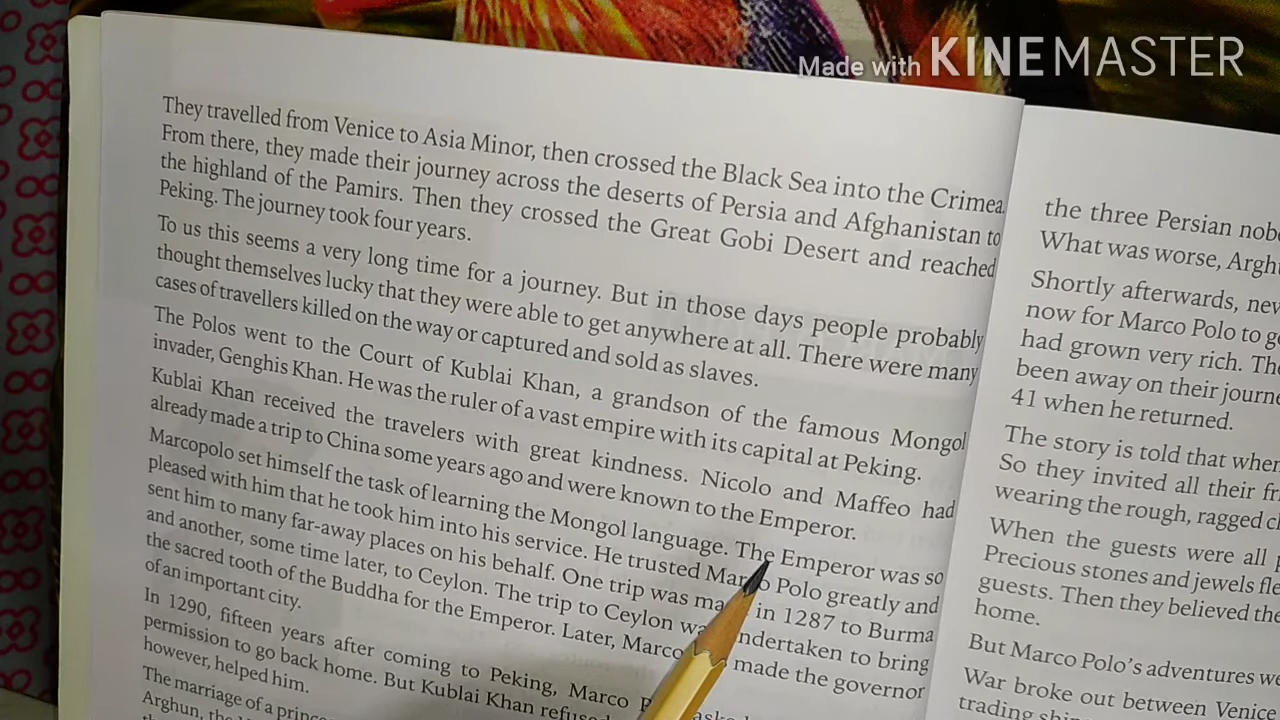 Made with KINEMASTER
They travelled from Venice to Asia Minor, then crossed the Black Sea into the Crimea.
From there, they made their journey across the deserts of Persia and Afghanistan to
the highland of the Pamirs. Then they crossed the Great Gobi Desert and reached
Peking. The journey took four years.
To us this seems a very long time for a journey. But in those days people probably
thought themselves lucky that they were able to get anywhere at all. There were many
cases of travellers killed on the way or captured and sold as slaves.
The Polos went to the Court of Kublai Khan, a grandson of the famous Mongol
invader, Genghis Khan. He was the ruler of a vast empire with its capital at Peking.
Kublai Khan received the travelers with great kindness. Nicolo and Maffeo had
already made a trip to China some years ago and were known to the Emperor.
Marcopolo set himself the task of learning the Mongol language. The Emperor was so
pleased with him that he took him into his service. He trusted Marco Polo greatly and
sent him to many far-away places on his behalf. One trip was in 1287 to Burma
and another, some time later, to Ceylon. The trip to Ceylon undertaken to bring
the sacred tooth of the Buddha for the Emperor. Later, Marco made the governor
of an important city.
In 1290, fifteen years after coming to Peking, Marco
permission to go back home. But Kublai Khan
however, helped him.
The marriage of a
Arghun, the
the three Persian
What was worse,
Shortly afterwards,
now for Marco Polo to
had grown very rich.
been away on their
41 when he returned.
The story is told that
So they invited all their
wearing the rough, ragged
When the guests were all
Precious stones and jewels
guests. Then they believed
home.
But Marco Polo's adventures
War broke out between Venice
trading